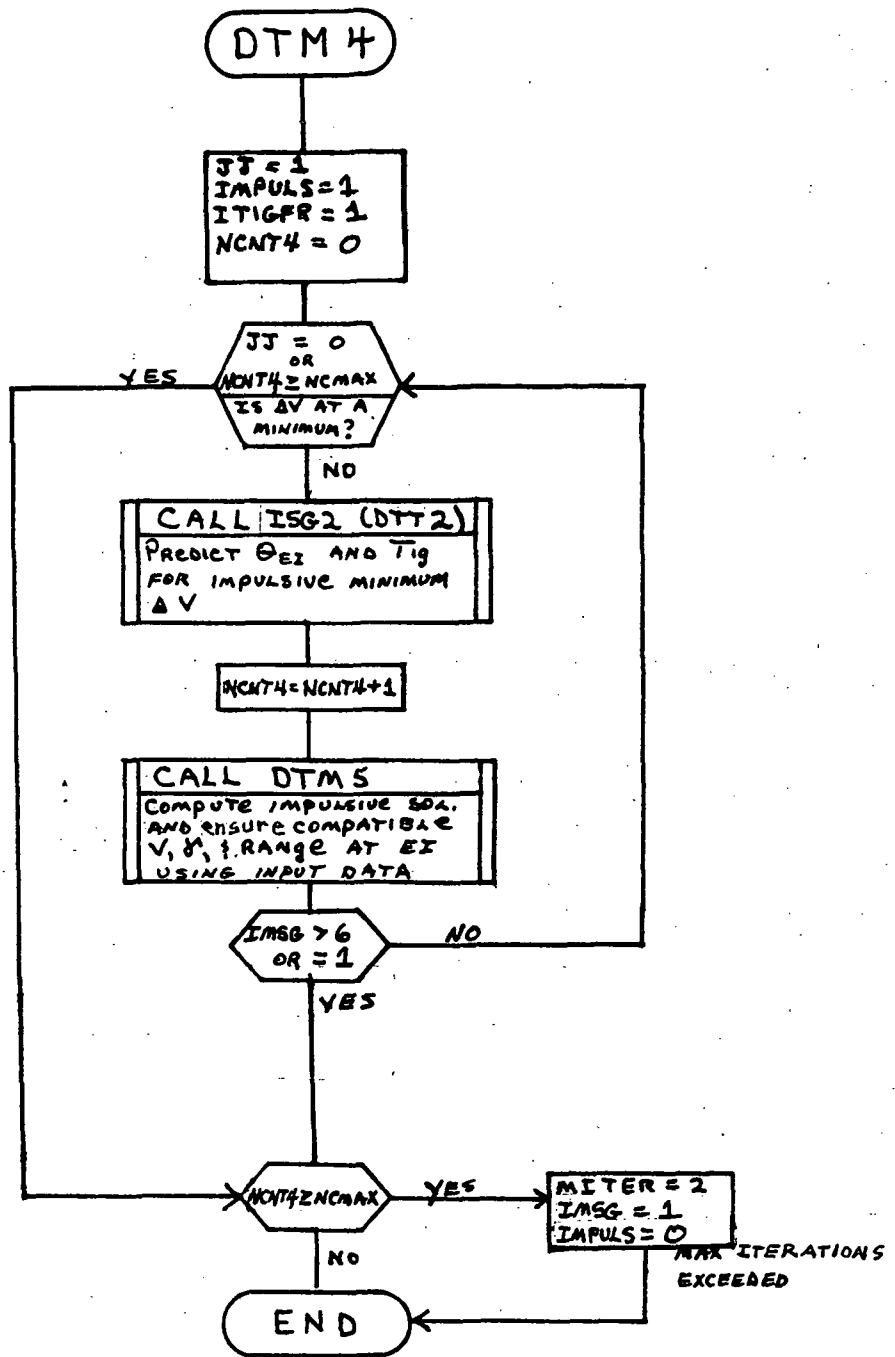 DTM 4
JJ = 1
IMPULS = 1
ITIGFR = 1
NCNT4 = 0
JJ = 0
OR
NCNT4 ≥ NCMAX
IS ΔV AT A
MINIMUM?
YES
NO
CALL ISG2 (DTT2)
PREDICT ΘEI AND Tig
FOR IMPULSIVE MINIMUM
Δ V
NCNT4 = NCNT4 + 1
CALL DTM5
COMPUTE IMPULSIVE SOL.
AND ensure COMPATIBLE
V, γ, & RANge AT EI
USING INPUT DATA
IMSG > 6
OR = 1
NO
YES
NCNT4 ≥ NCMAX
YES
MITER = 2
IMSG = 1
IMPULS = 0
MAX ITERATIONS
EXCEEDED
NO
END